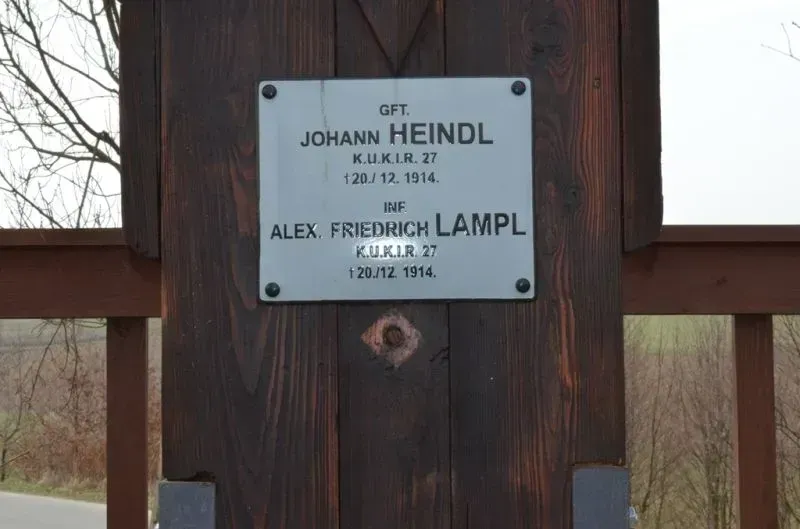 GFT.
JOHANN HEINDL
K.U.K.I.R. 27
†20./ 12. 1914.
INF.
ALEX. FRIEDRICH LAMPL
K.U.K.I.R. 27
†20./12. 1914.